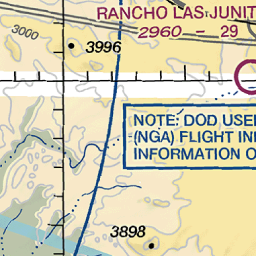 RANCHO LAS JUNIT
2960 - 29
3000
3996
NOTE: DOD USE
(NGA) FLIGHT IN
INFORMATION O
3898